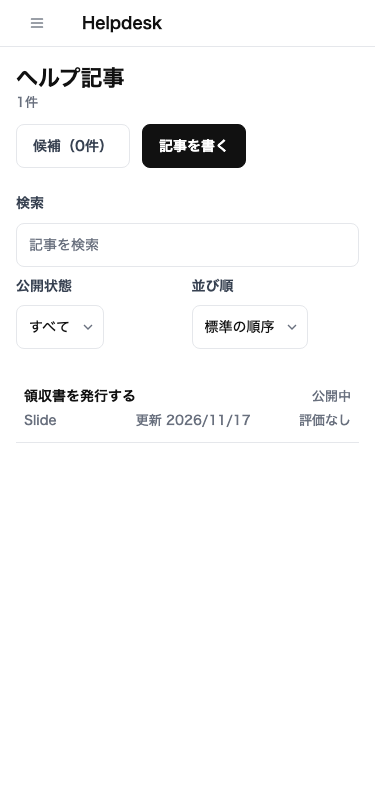 Helpdesk
ヘルプ記事
1件
候補（0件） 記事を書く
検索
記事を検索
公開状態 並び順
すべて 標準の順序
領収書を発行する 公開中
Slide 更新 2026/11/17 評価なし